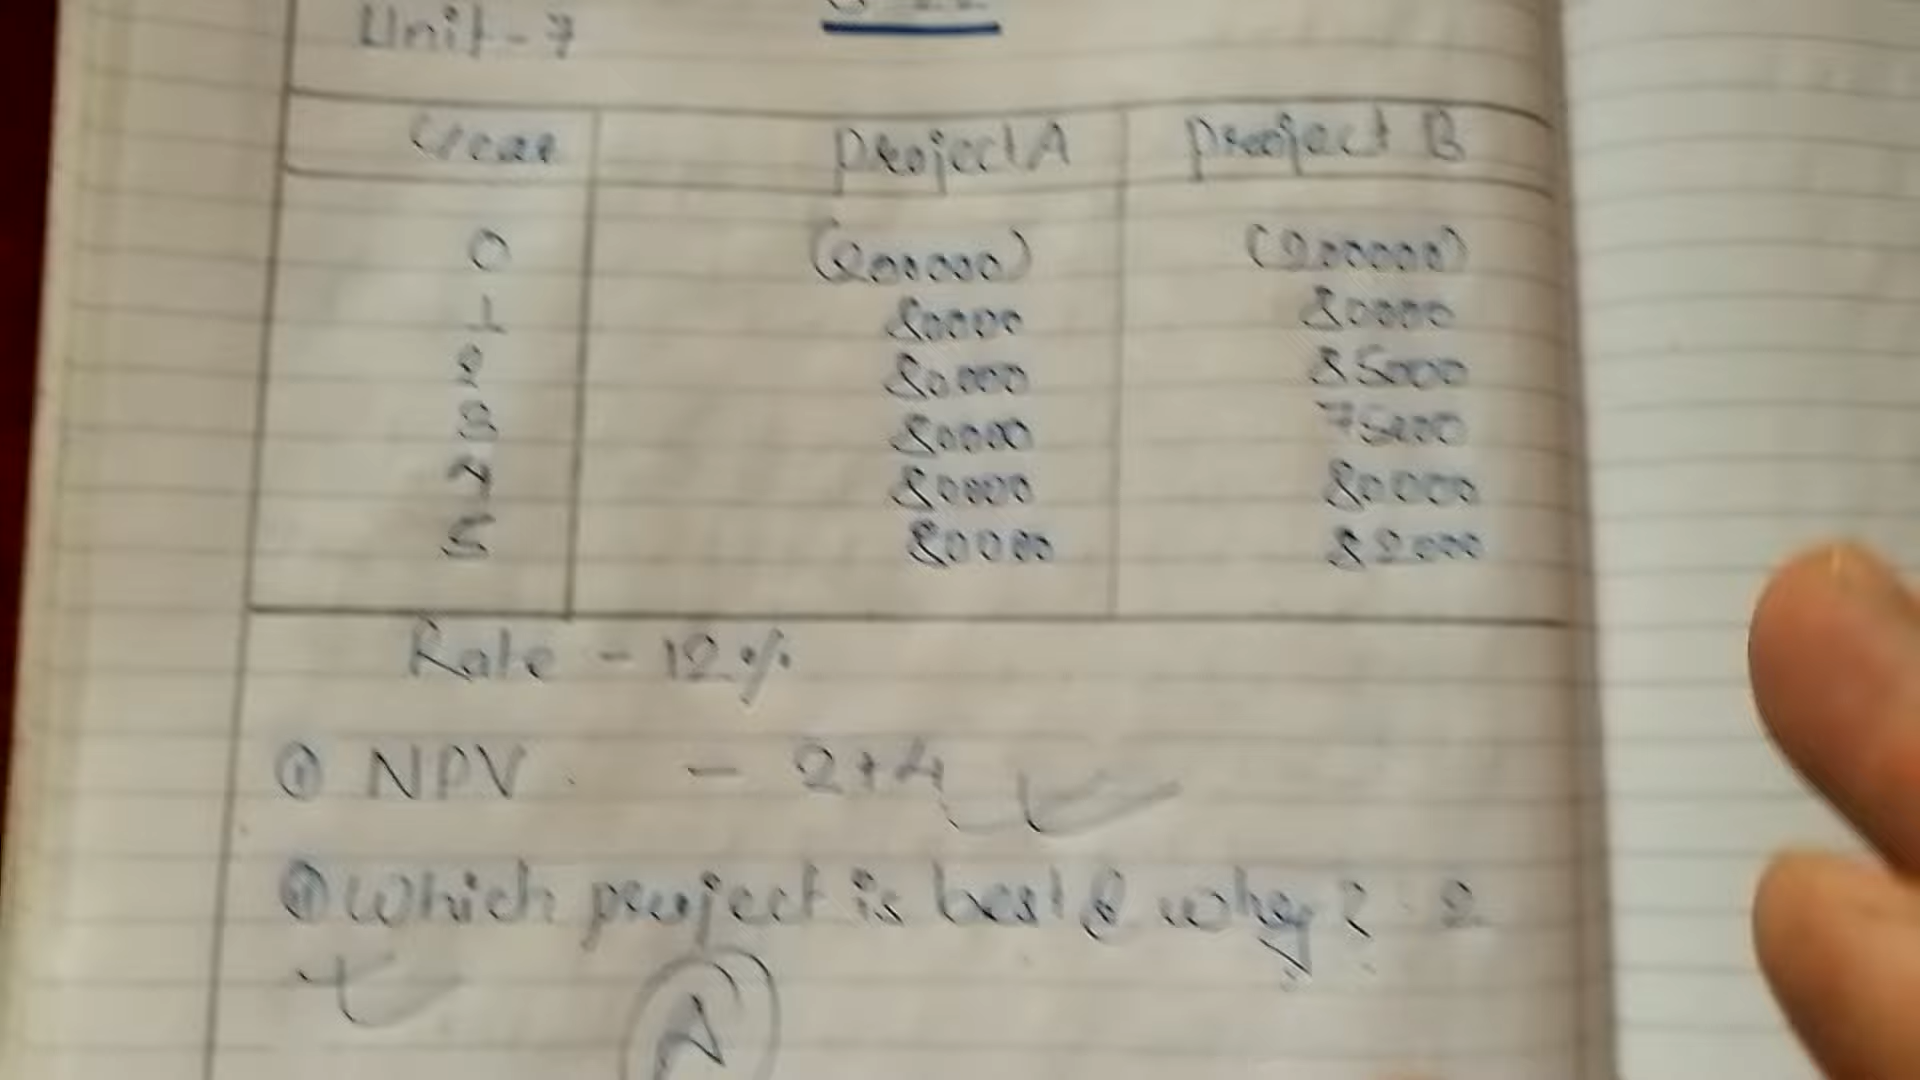 Unit-7
Year Project A Project B
0 (200000) (200000)
1 80000 80000
2 80000 85000
3 80000 75000
4 80000 80000
5 80000 82000
Rate - 12%
① NPV. - 2+4
② Which project is best & why? 2